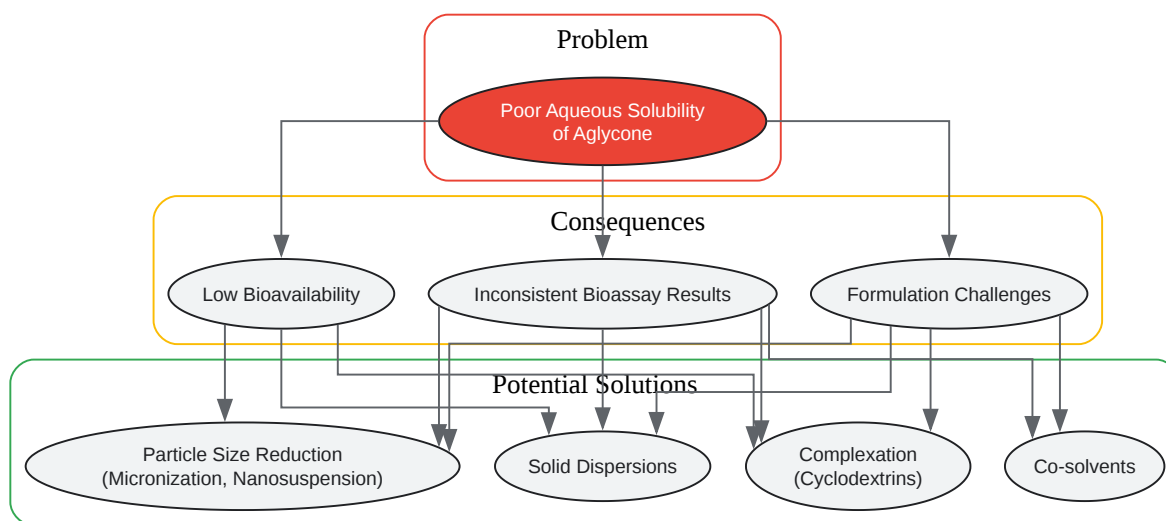 Problem
Poor Aqueous Solubility
of Aglycone
Consequences
Low Bioavailability
Inconsistent Bioassay Results
Formulation Challenges
Potential Solutions
Particle Size Reduction
(Micronization, Nanosuspension)
Solid Dispersions
Complexation
(Cyclodextrins)
Co-solvents